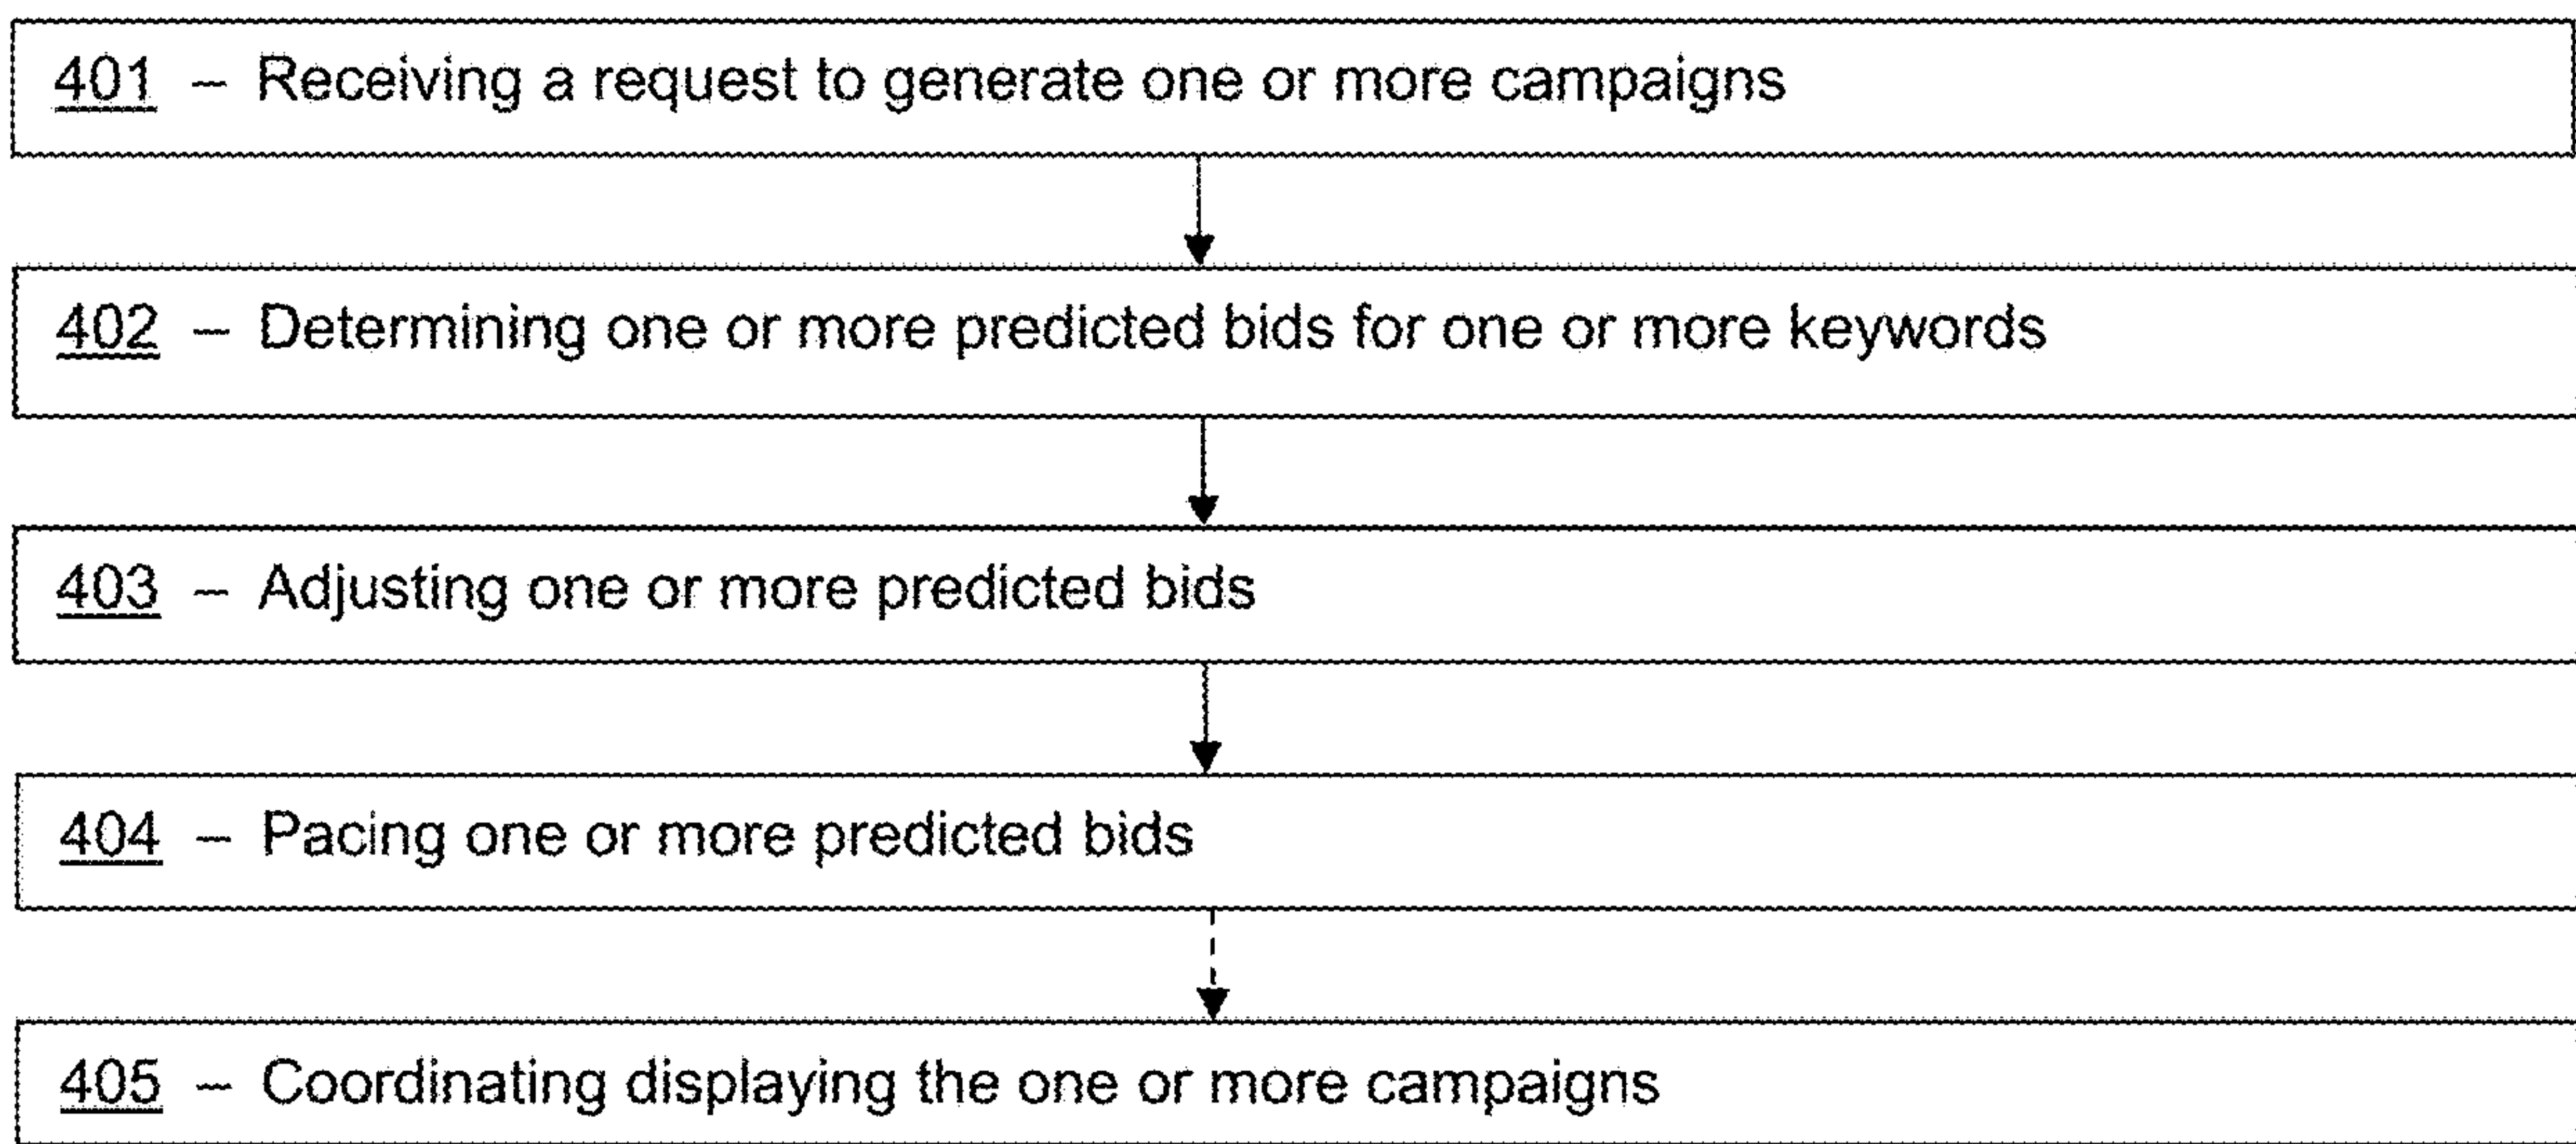 401 – Receiving a request to generate one or more campaigns
402 – Determining one or more predicted bids for one or more keywords
403 – Adjusting one or more predicted bids
404 – Pacing one or more predicted bids
405 – Coordinating displaying the one or more campaigns